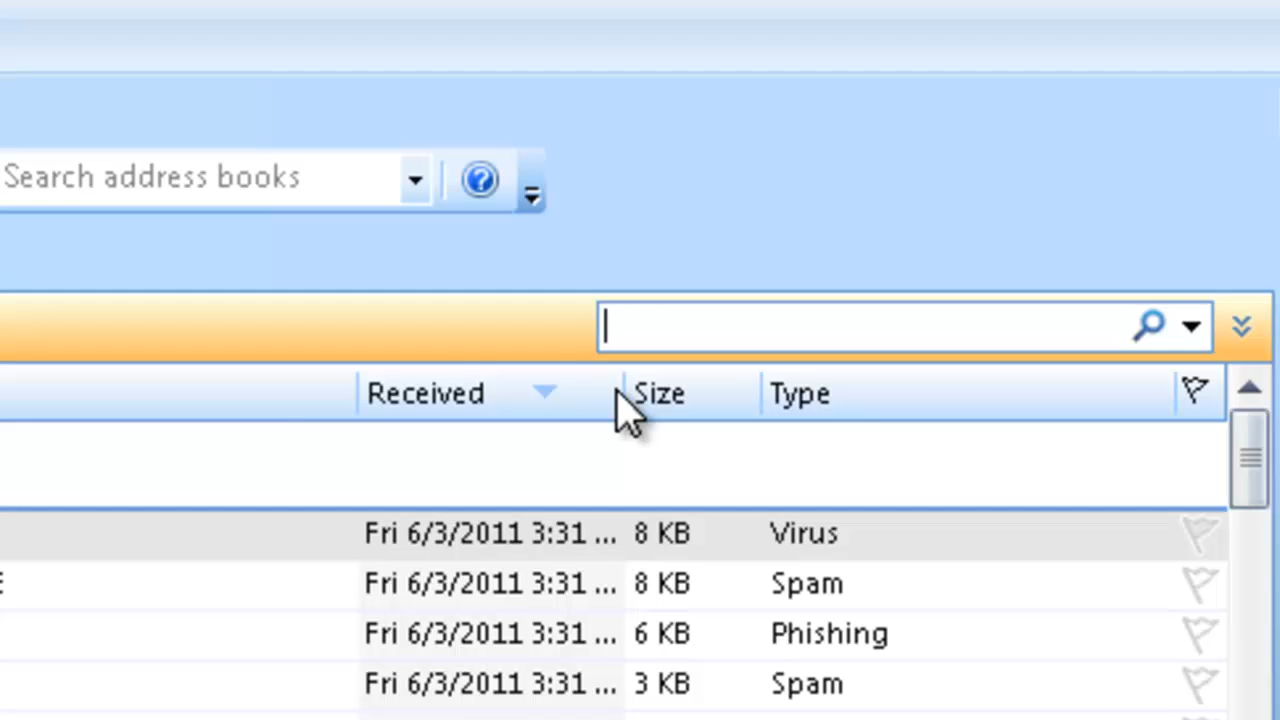 Search address books
Received Size Type
Fri 6/3/2011 3:31 ... 8 KB Virus
Fri 6/3/2011 3:31 ... 8 KB Spam
Fri 6/3/2011 3:31 ... 6 KB Phishing
Fri 6/3/2011 3:31 ... 3 KB Spam